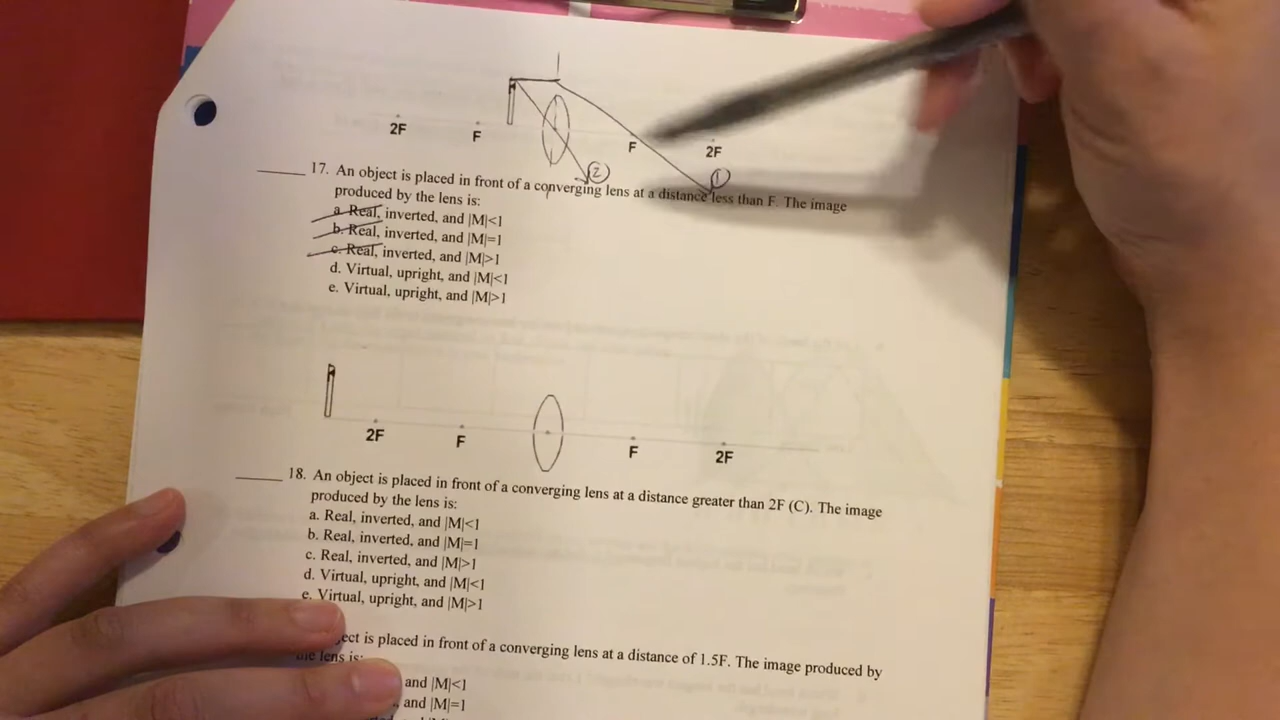 2F F F 2F
② ①
17. An object is placed in front of a converging lens at a distance less than F. The image
produced by the lens is:
a. Real, inverted, and |M|<1
b. Real, inverted, and |M|=1
c. Real, inverted, and |M|>1
d. Virtual, upright, and |M|<1
e. Virtual, upright, and |M|>1
2F F F 2F
18. An object is placed in front of a converging lens at a distance greater than 2F (C). The image
produced by the lens is:
a. Real, inverted, and |M|<1
b. Real, inverted, and |M|=1
c. Real, inverted, and |M|>1
d. Virtual, upright, and |M|<1
e. Virtual, upright, and |M|>1
is placed in front of a converging lens at a distance of 1.5F. The image produced by
lens is:
and |M|<1
and |M|=1